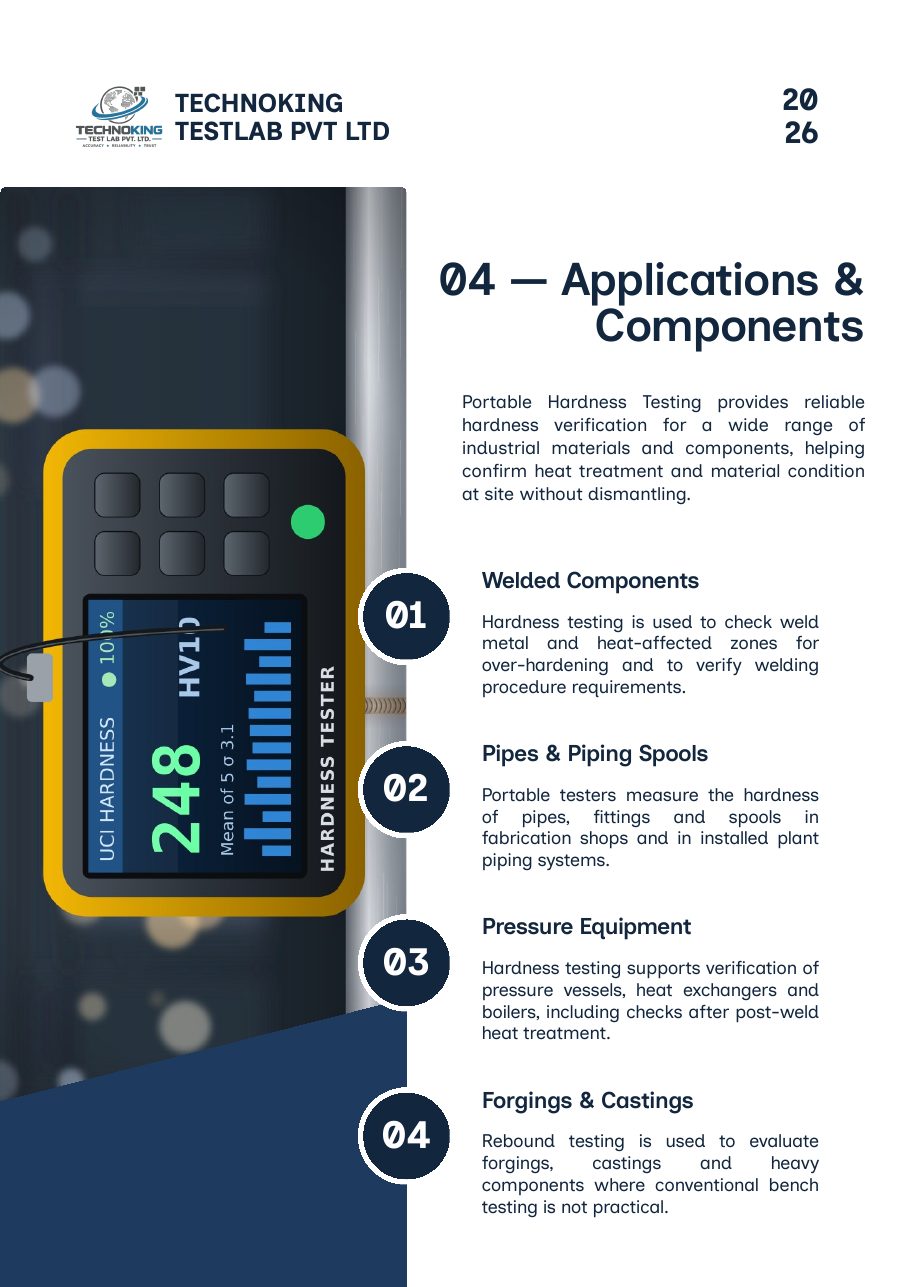 TECHNOKING
TEST LAB PVT. LTD.
ACCURACY • RELIABILITY • TRUST
TECHNOKING
TESTLAB PVT LTD
20
26
04 — Applications &
Components
Portable Hardness Testing provides reliable
hardness verification for a wide range of
industrial materials and components, helping
confirm heat treatment and material condition
at site without dismantling.
UCI HARDNESS
100%
248
HV10
Mean of 5 σ 3.1
HARDNESS TESTER
01
Welded Components
Hardness testing is used to check weld
metal and heat-affected zones for
over-hardening and to verify welding
procedure requirements.
02
Pipes & Piping Spools
Portable testers measure the hardness
of pipes, fittings and spools in
fabrication shops and in installed plant
piping systems.
03
Pressure Equipment
Hardness testing supports verification of
pressure vessels, heat exchangers and
boilers, including checks after post-weld
heat treatment.
04
Forgings & Castings
Rebound testing is used to evaluate
forgings, castings and heavy
components where conventional bench
testing is not practical.